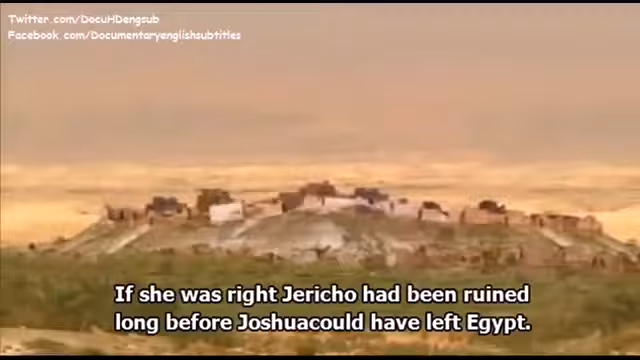 Twitter.com/DocuHDengsub
Facebook.com/Documentaryenglishsubtitles
If she was right Jericho had been ruined
long before Joshuacould have left Egypt.